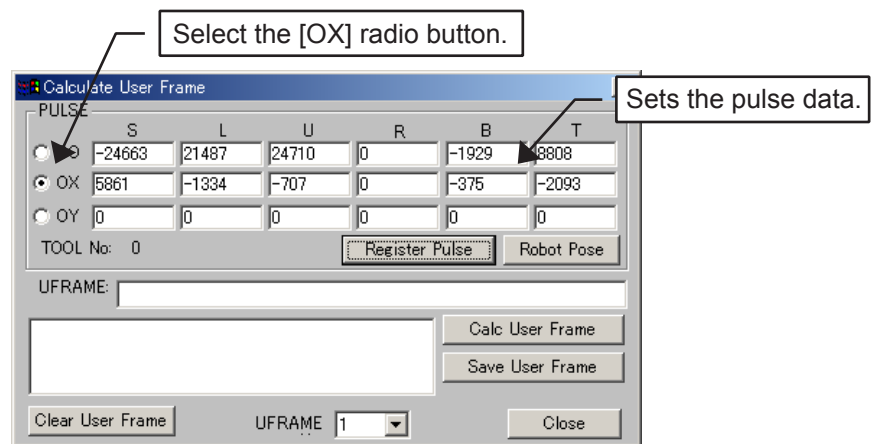 Select the [OX] radio button.
Calculate User Frame
Sets the pulse data.
PULSE
S L U R B T
-24663 21487 24710 0 -1929 8808
OX 5861 -1334 -707 0 -375 -2093
OY 0 0 0 0 0 0
TOOL No: 0 Register Pulse Robot Pose
UFRAME:
Calc User Frame
Save User Frame
Clear User Frame UFRAME 1 Close